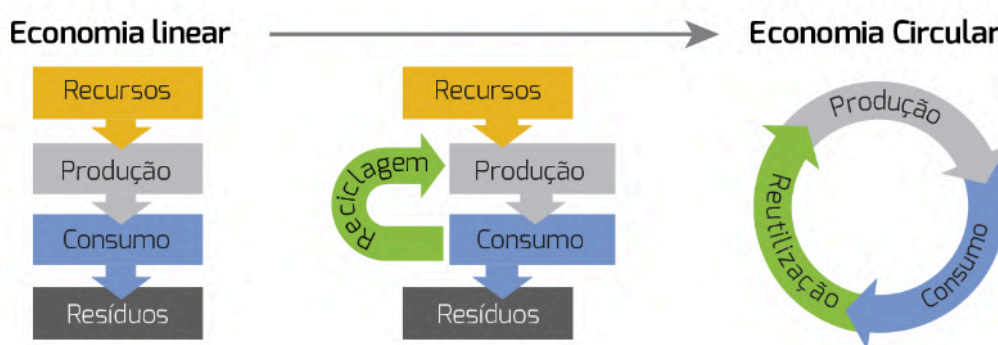 Economia linear
Economia Circular
Recursos
Produção
Consumo
Resíduos
Recursos
Reciclagem
Produção
Consumo
Resíduos
Produção
Reutilização
Consumo